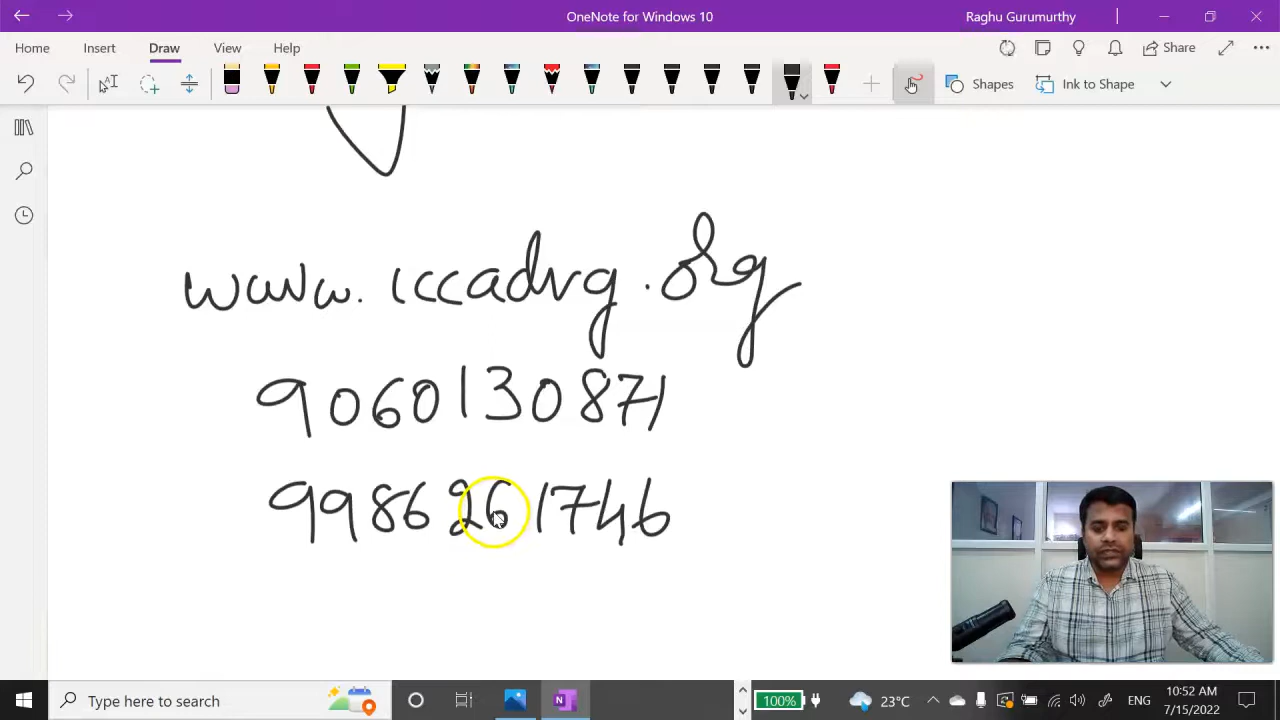 OneNote for Windows 10
Raghu Gurumurthy
Home Insert Draw View Help
Share
Shapes
Ink to Shape
www.iccadvg.org
9060130871
9986261746
Type here to search
100%
23°C
ENG
10:52 AM
7/15/2022